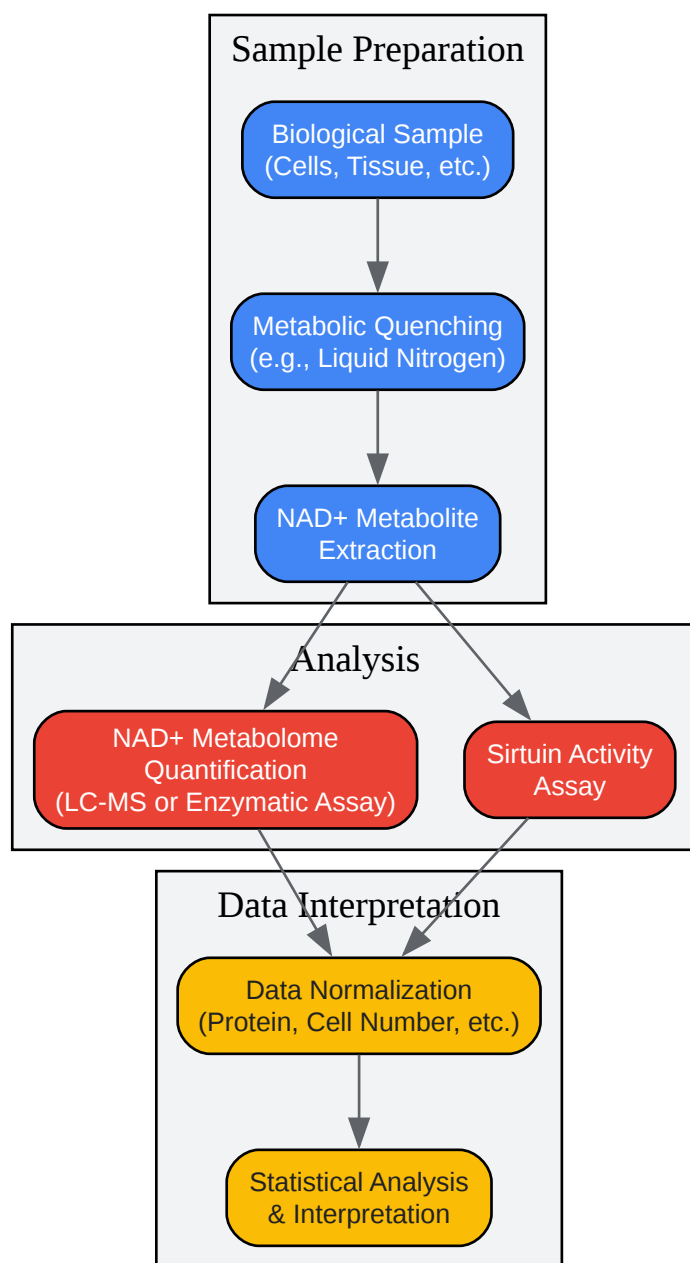 Sample Preparation
Biological Sample
(Cells, Tissue, etc.)
Metabolic Quenching
(e.g., Liquid Nitrogen)
NAD+ Metabolite
Extraction
Analysis
NAD+ Metabolome
Quantification
(LC-MS or Enzymatic Assay)
Sirtuin Activity
Assay
Data Interpretation
Data Normalization
(Protein, Cell Number, etc.)
Statistical Analysis
& Interpretation